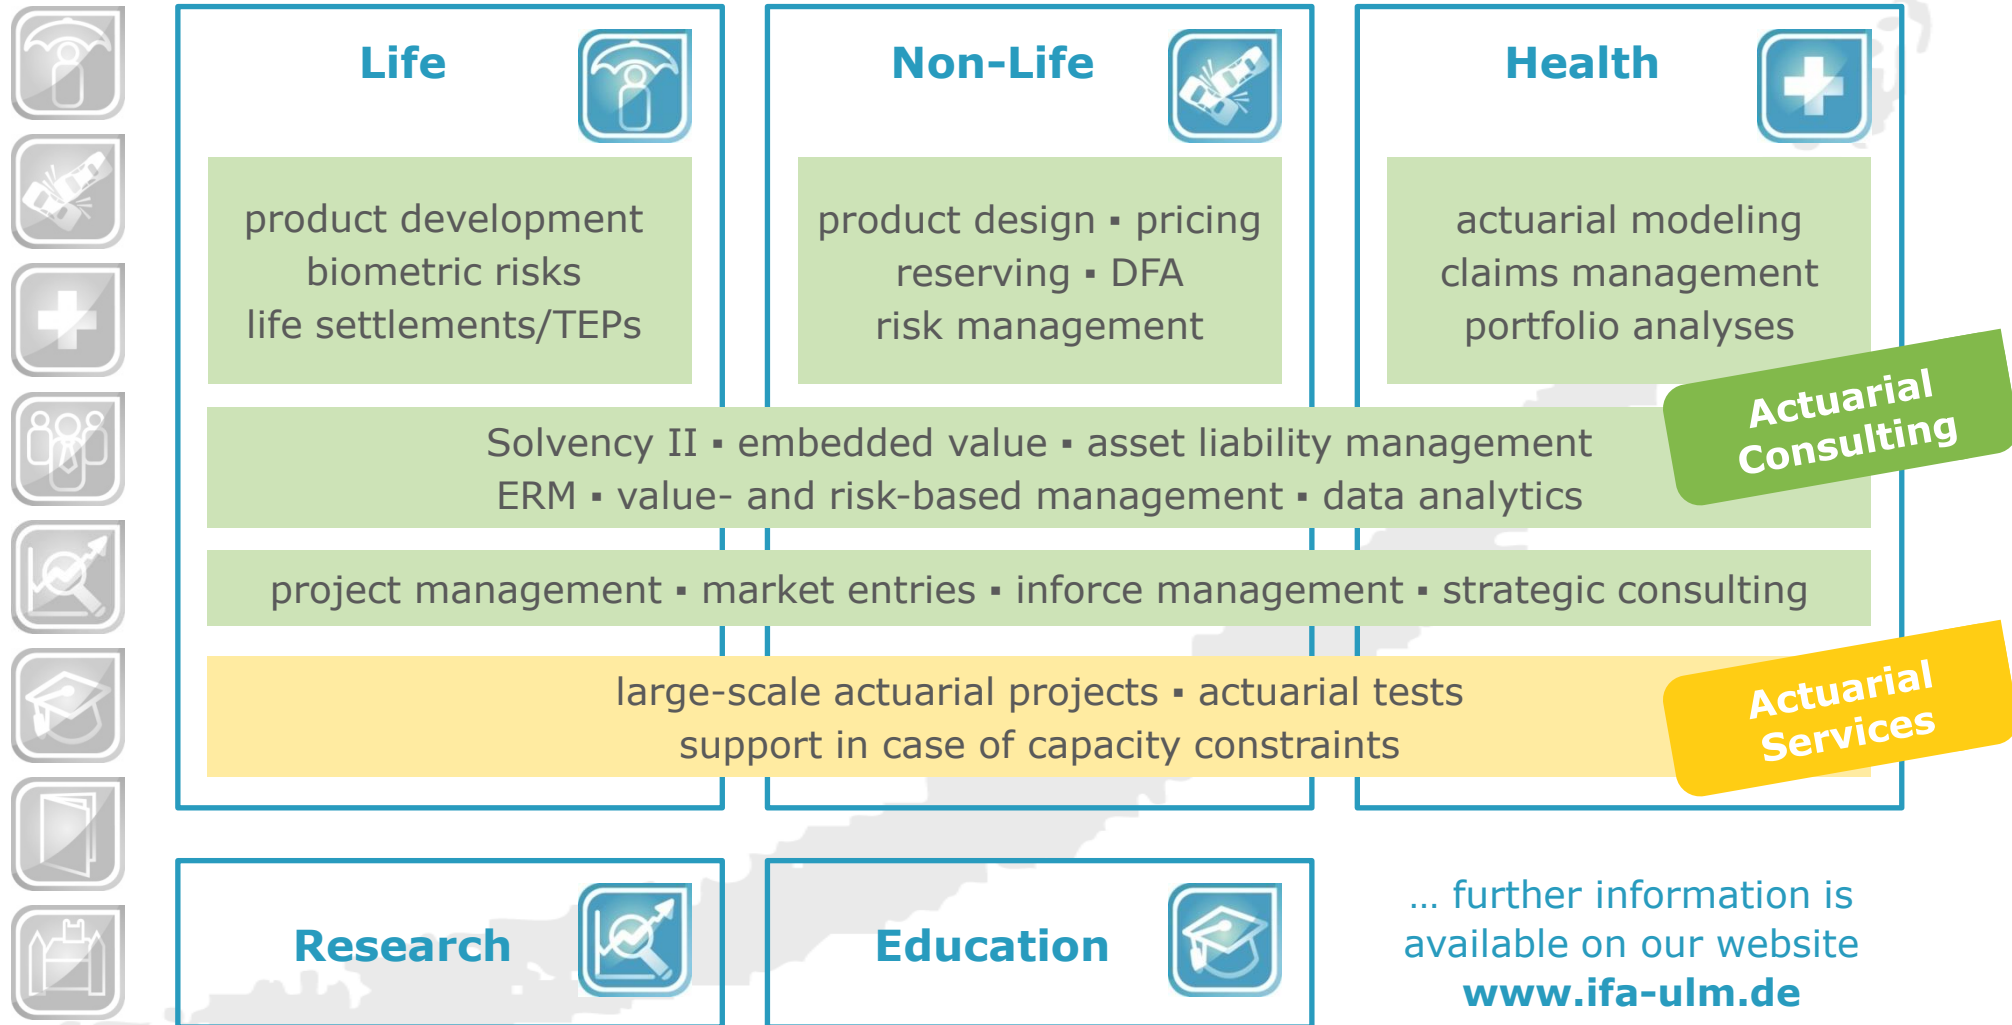 Life
Non-Life
Health
product development
biometric risks
life settlements/TEPs
product design ▪ pricing
reserving ▪ DFA
risk management
actuarial modeling
claims management
portfolio analyses
Actuarial
Consulting
Solvency II ▪ embedded value ▪ asset liability management
ERM ▪ value- and risk-based management ▪ data analytics
project management ▪ market entries ▪ inforce management ▪ strategic consulting
large-scale actuarial projects ▪ actuarial tests
support in case of capacity constraints
Actuarial
Services
Research
Education
... further information is
available on our website
www.ifa-ulm.de